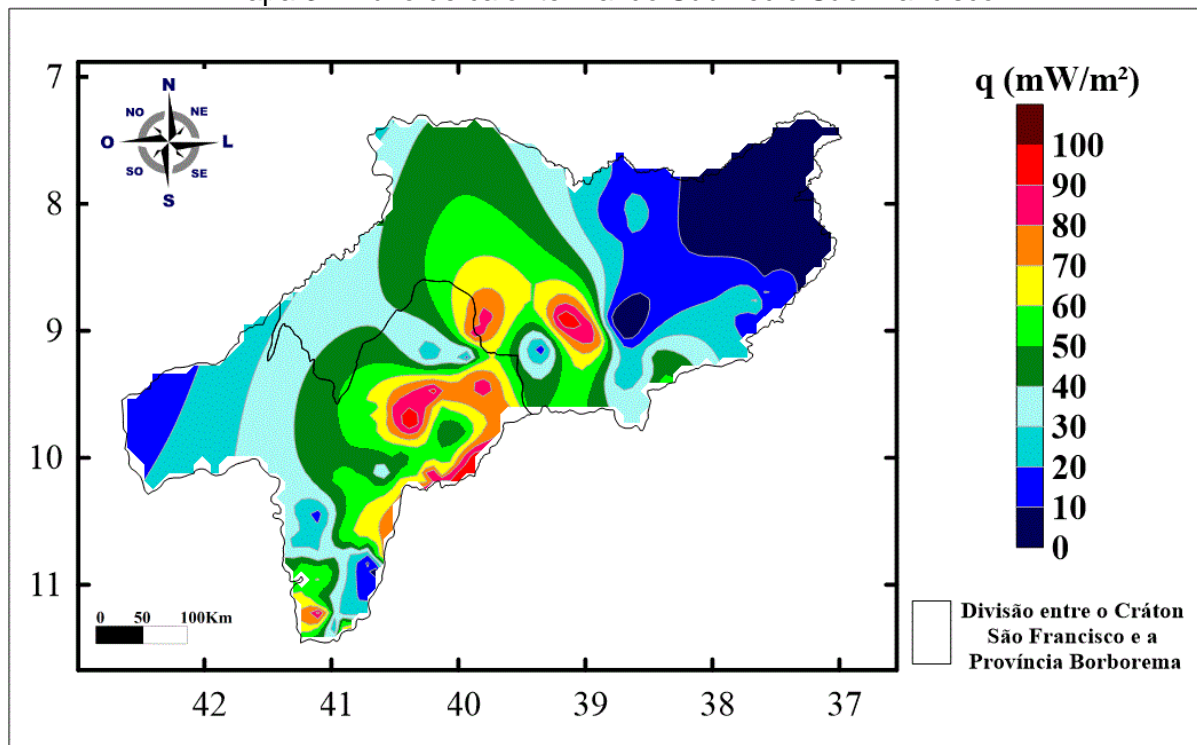 N
NO NE
O L
SO SE
S
7
8
9
10
11
42 41 40 39 38 37
0 50 100Km
q (mW/m²)
100
90
80
70
60
50
40
30
20
10
0
Divisão entre o Cráton
São Francisco e a
Província Borborema